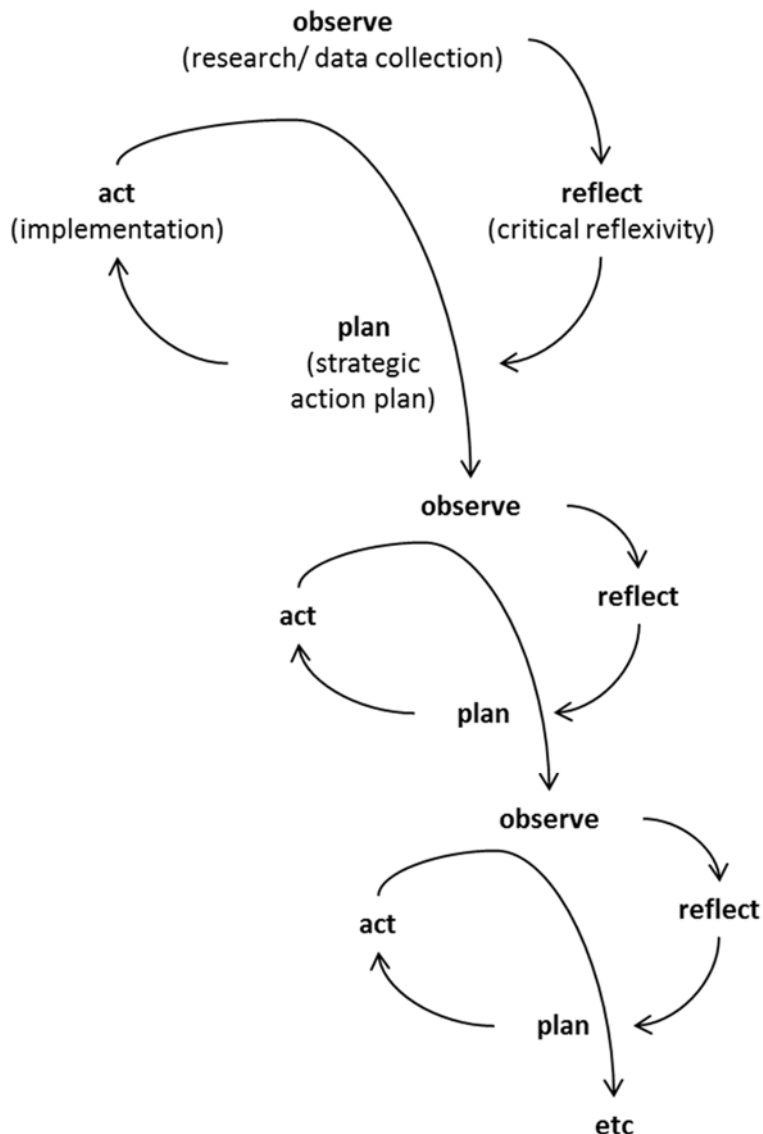 observe
(research/ data collection)
act
(implementation)
reflect
(critical reflexivity)
plan
(strategic
action plan)
observe
reflect
act
plan
observe
reflect
act
plan
etc